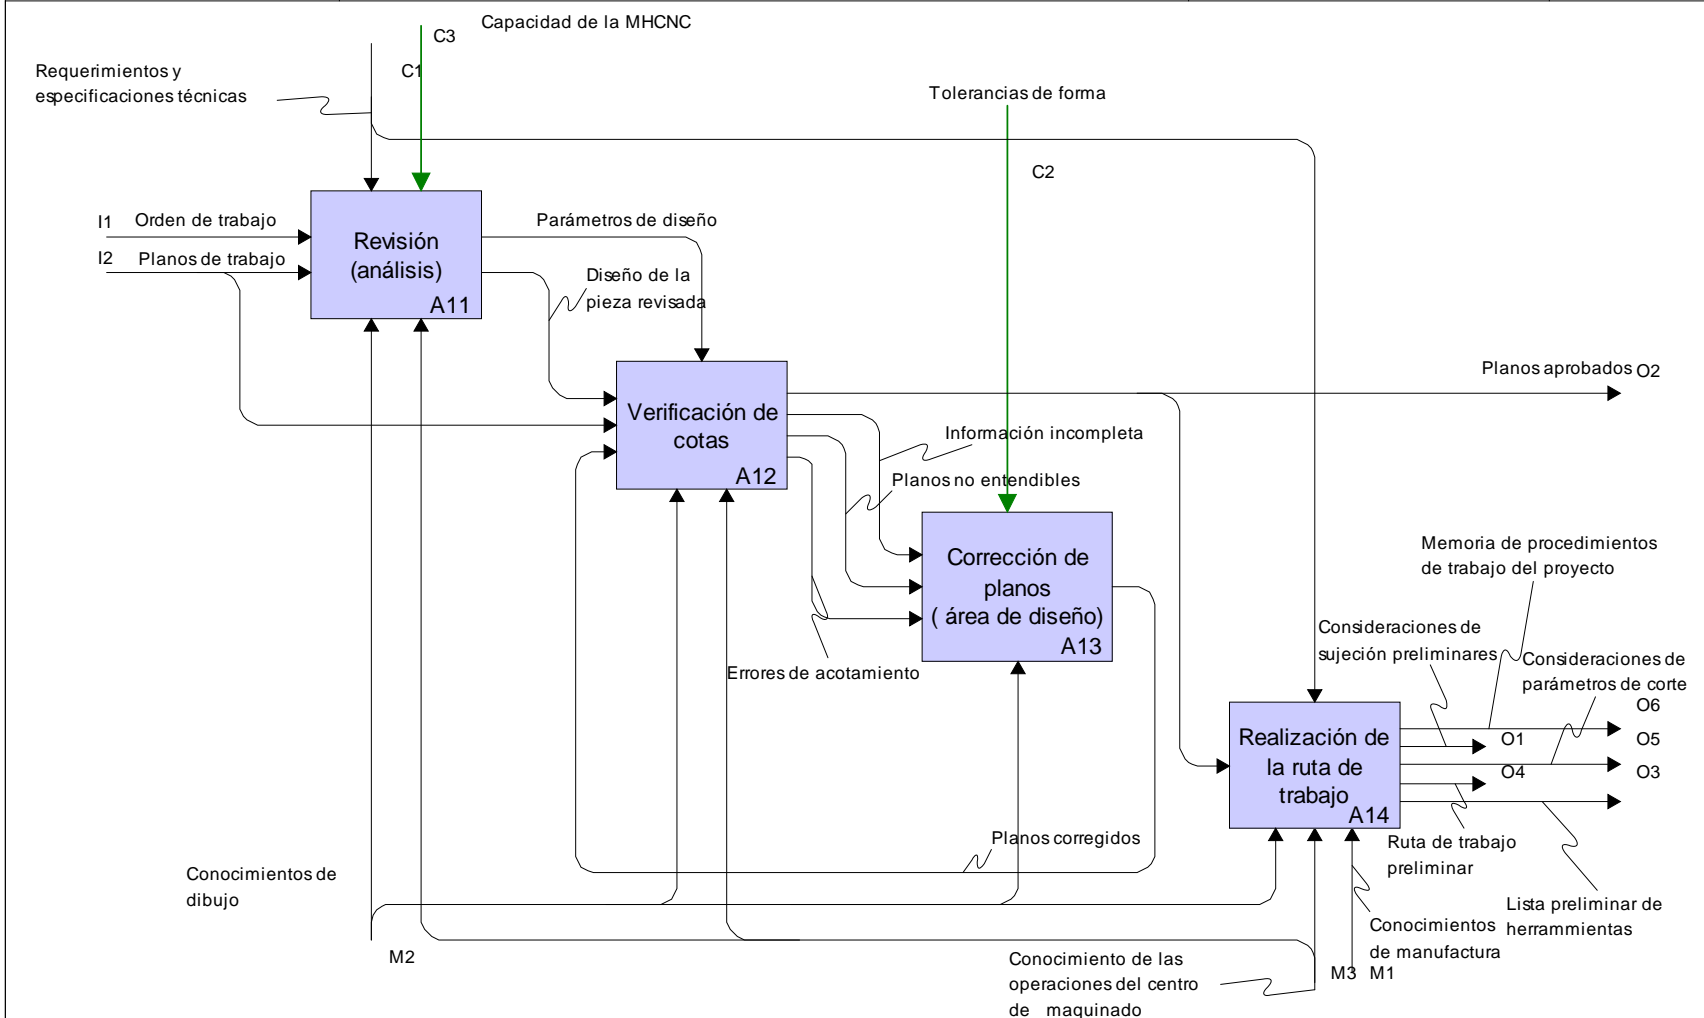 Capacidad de la MHCNC
C3
C1
Requerimientos y
especificaciones técnicas
Tolerancias de forma
C2
I1
Orden de trabajo
I2
Planos de trabajo
Revisión
(análisis)
A11
Parámetros de diseño
Diseño de la
pieza revisada
Planos aprobados
O2
Verificación de
cotas
A12
Información incompleta
Planos no entendibles
Errores de acotamiento
Corrección de
planos
( área de diseño)
A13
Memoria de procedimientos
de trabajo del proyecto
Consideraciones de
sujeción preliminares
Consideraciones de
parámetros de corte
O6
O1
O5
O4
O3
Realización de
la ruta de
trabajo
A14
Ruta de trabajo
preliminar
Lista preliminar de
herrammientas
Planos corregidos
Conocimientos de
dibujo
M2
Conocimientos
de manufactura
Conocimiento de las
operaciones del centro
de maquinado
M3
M1